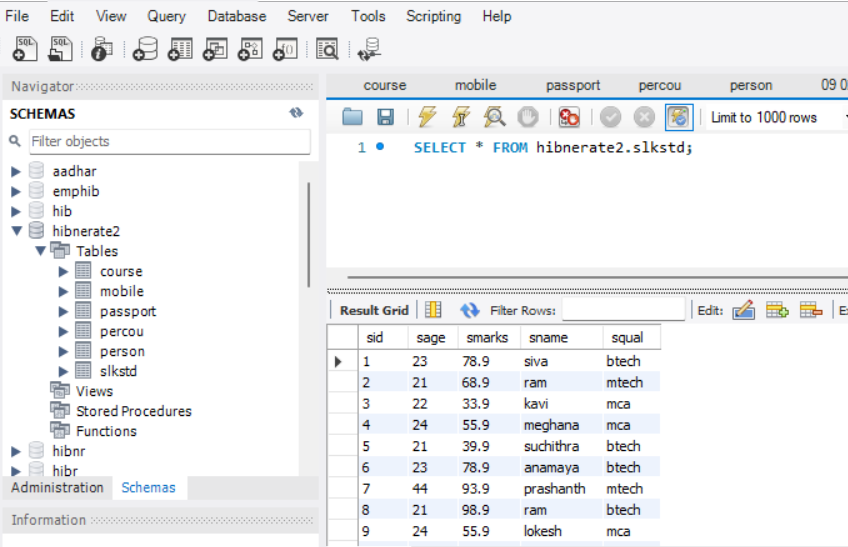 File Edit View Query Database Server Tools Scripting Help
SQL SQL
Navigator
SCHEMAS
Filter objects
aadhar
emphib
hib
hibnerate2
Tables
course
mobile
passport
percou
person
slkstd
Views
Stored Procedures
Functions
hibnr
hibr
Administration Schemas
Information
course mobile passport percou person 09 0
Limit to 1000 rows
1 SELECT * FROM hibnerate2.slkstd;
Result Grid Filter Rows: Edit:
sid sage smarks sname squal
1 23 78.9 siva btech
2 21 68.9 ram mtech
3 22 33.9 kavi mca
4 24 55.9 meghana mca
5 21 39.9 suchithra btech
6 23 78.9 anamaya btech
7 44 93.9 prashanth mtech
8 21 98.9 ram btech
9 24 55.9 lokesh mca